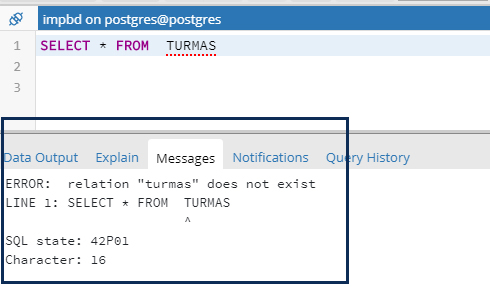 impbd on postgres@postgres
1 SELECT * FROM  TURMAS
2
3
Data Output Explain Messages Notifications Query History
ERROR:  relation "turmas" does not exist
LINE 1: SELECT * FROM  TURMAS
^
SQL state: 42P01
Character: 16